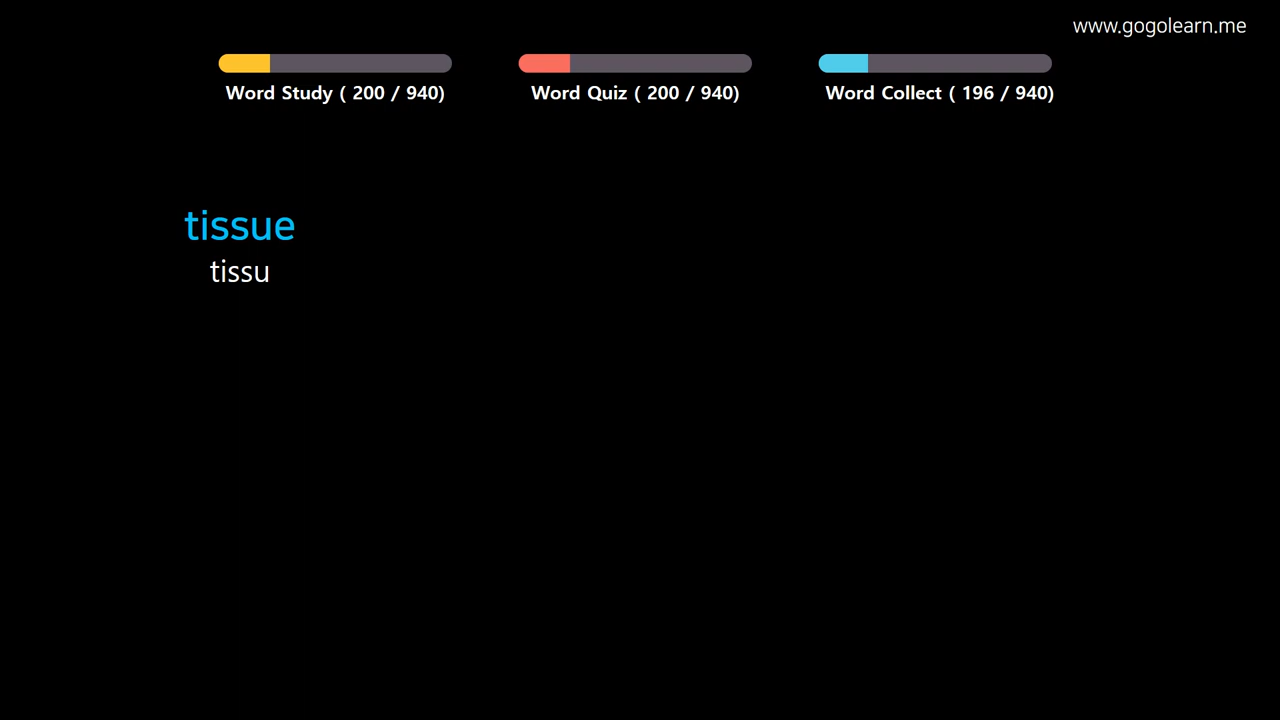 www.gogolearn.me
Word Study ( 200 / 940)
Word Quiz ( 200 / 940)
Word Collect ( 196 / 940)
tissue
tissu